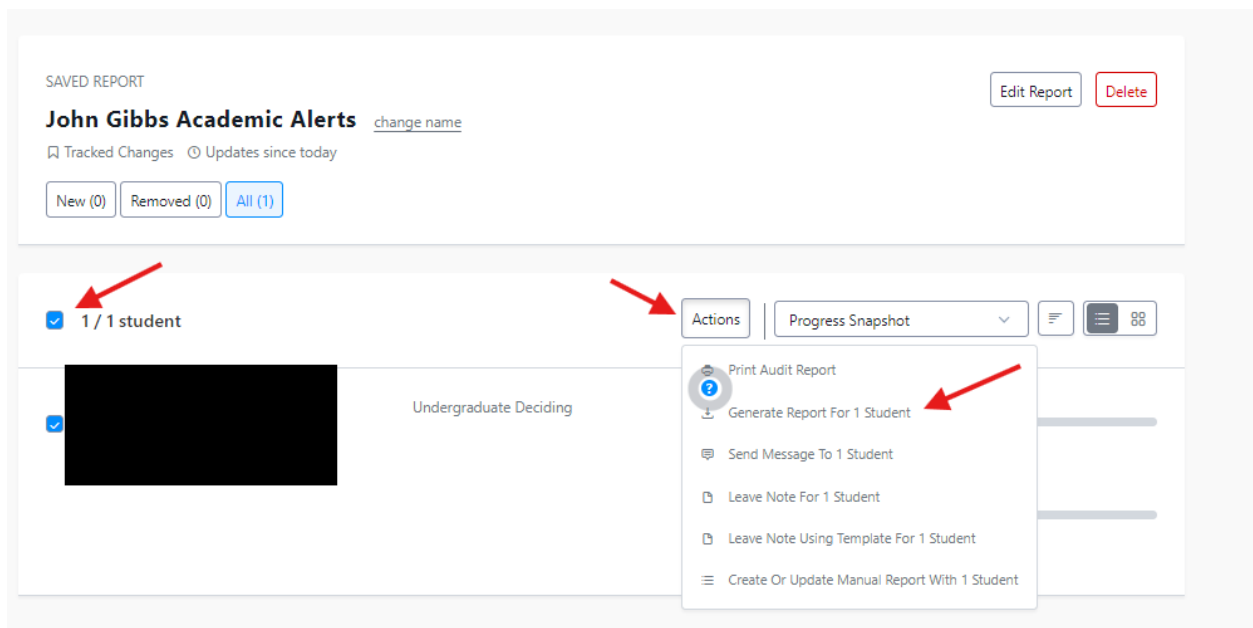 SAVED REPORT
Edit Report
Delete
John Gibbs Academic Alerts change name
Tracked Changes Updates since today
New (0) Removed (0) All (1)
1 / 1 student
Actions
Progress Snapshot
Print Audit Report
?
Undergraduate Deciding
Generate Report For 1 Student
Send Message To 1 Student
Leave Note For 1 Student
Leave Note Using Template For 1 Student
Create Or Update Manual Report With 1 Student